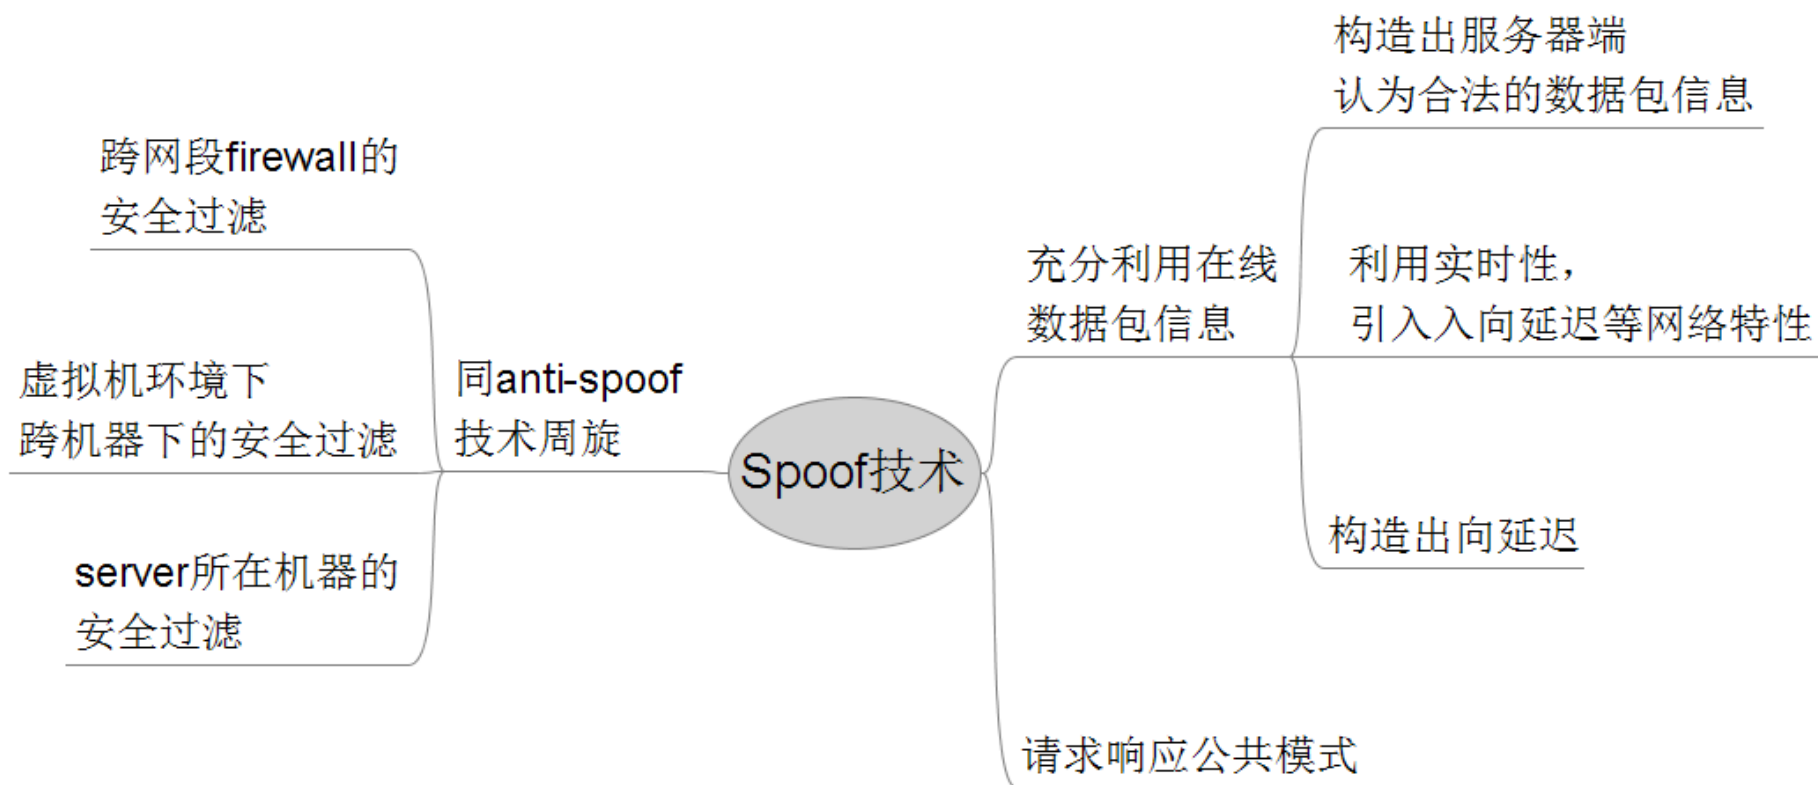 构造出服务器端
认为合法的数据包信息
跨网段firewall的
安全过滤
充分利用在线
数据包信息
利用实时性，
引入入向延迟等网络特性
虚拟机环境下
跨机器下的安全过滤
同anti-spoof
技术周旋
Spoof技术
构造出向延迟
server所在机器的
安全过滤
请求响应公共模式